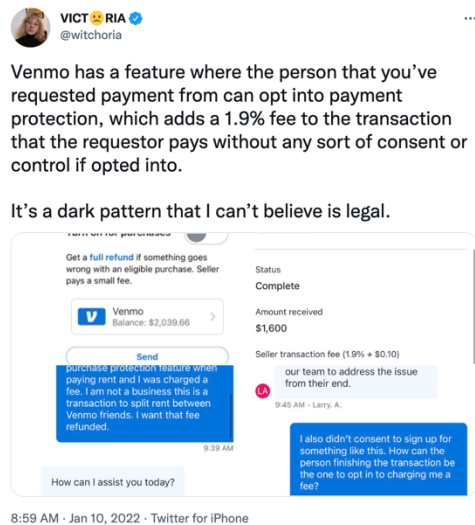 VICT😕RIA
@witchoria
Venmo has a feature where the person that you’ve
requested payment from can opt into payment
protection, which adds a 1.9% fee to the transaction
that the requestor pays without any sort of consent or
control if opted into.
It’s a dark pattern that I can’t believe is legal.
Turn on for purchases
Get a full refund if something goes
wrong with an eligible purchase. Seller
pays a small fee.
Venmo
Balance: $2,039.66
Send
purchase protection feature when
paying rent and I was charged a
fee. I am not a business this is a
transaction to split rent between
Venmo friends. I want that fee
refunded.
9:39 AM
How can I assist you today?
Status
Complete
Amount received
$1,600
Seller transaction fee (1.9% + $0.10)
our team to address the issue
from their end.
LA
9:45 AM - Larry. A.
I also didn't consent to sign up for
something like this. How can the
person finishing the transaction be
the one to opt in to charging me a
fee?
8:59 AM · Jan 10, 2022 · Twitter for iPhone